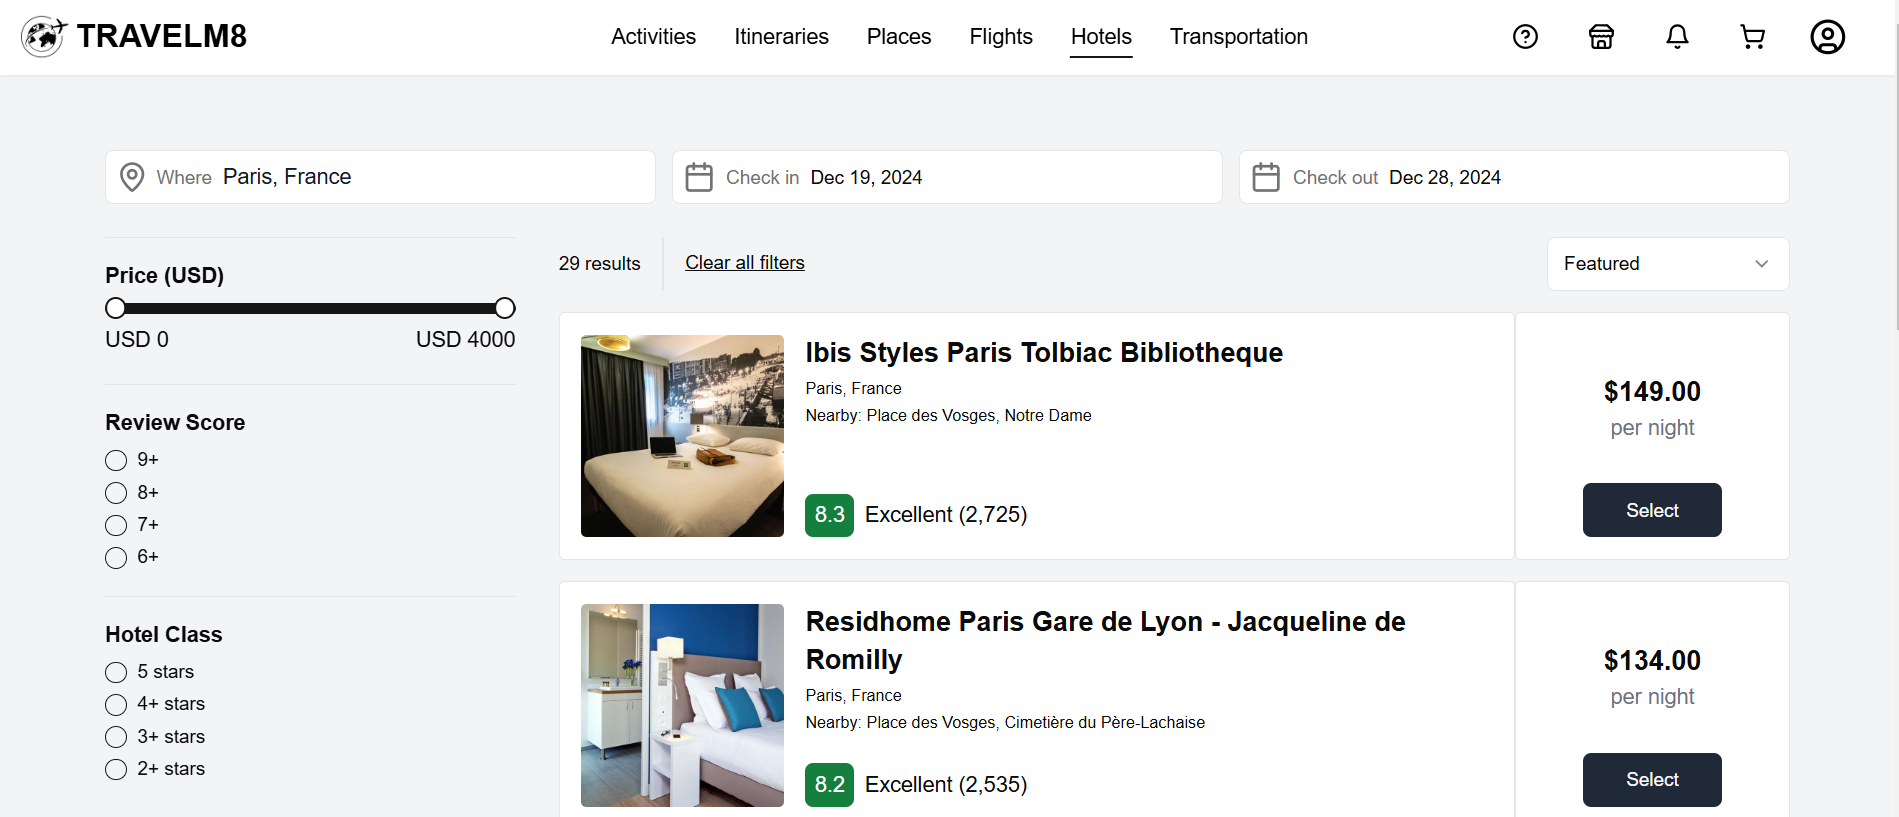 TRAVELM8
Activities
Itineraries
Places
Flights
Hotels
Transportation
Where Paris, France
Check in Dec 19, 2024
Check out Dec 28, 2024
Price (USD)
USD 0
USD 4000
Review Score
9+
8+
7+
6+
Hotel Class
5 stars
4+ stars
3+ stars
2+ stars
29 results
Clear all filters
Featured
Ibis Styles Paris Tolbiac Bibliotheque
Paris, France
Nearby: Place des Vosges, Notre Dame
8.3 Excellent (2,725)
$149.00
per night
Select
Residhome Paris Gare de Lyon - Jacqueline de
Romilly
Paris, France
Nearby: Place des Vosges, Cimetière du Père-Lachaise
8.2 Excellent (2,535)
$134.00
per night
Select